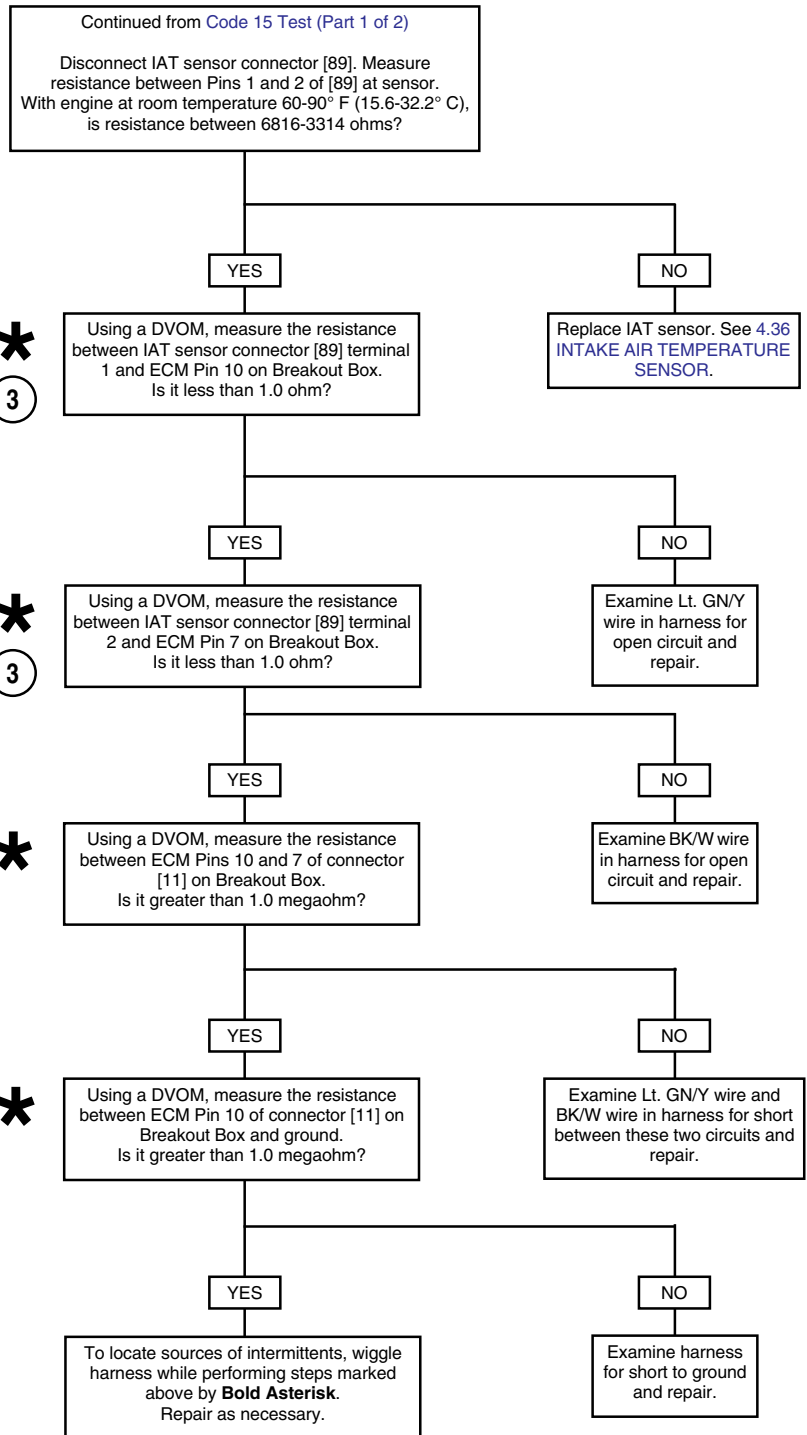 Continued from Code 15 Test (Part 1 of 2)
Disconnect IAT sensor connector [89]. Measure
resistance between Pins 1 and 2 of [89] at sensor.
With engine at room temperature 60-90° F (15.6-32.2° C),
is resistance between 6816-3314 ohms?
YES
NO
*
3
Using a DVOM, measure the resistance
between IAT sensor connector [89] terminal
1 and ECM Pin 10 on Breakout Box.
Is it less than 1.0 ohm?
Replace IAT sensor. See 4.36
INTAKE AIR TEMPERATURE
SENSOR.
YES
NO
*
3
Using a DVOM, measure the resistance
between IAT sensor connector [89] terminal
2 and ECM Pin 7 on Breakout Box.
Is it less than 1.0 ohm?
Examine Lt. GN/Y
wire in harness for
open circuit and
repair.
YES
NO
*
Using a DVOM, measure the resistance
between ECM Pins 10 and 7 of connector
[11] on Breakout Box.
Is it greater than 1.0 megaohm?
Examine BK/W wire
in harness for open
circuit and repair.
YES
NO
*
Using a DVOM, measure the resistance
between ECM Pin 10 of connector [11] on
Breakout Box and ground.
Is it greater than 1.0 megaohm?
Examine Lt. GN/Y wire and
BK/W wire in harness for short
between these two circuits and
repair.
YES
NO
To locate sources of intermittents, wiggle
harness while performing steps marked
above by Bold Asterisk.
Repair as necessary.
Examine harness
for short to ground
and repair.